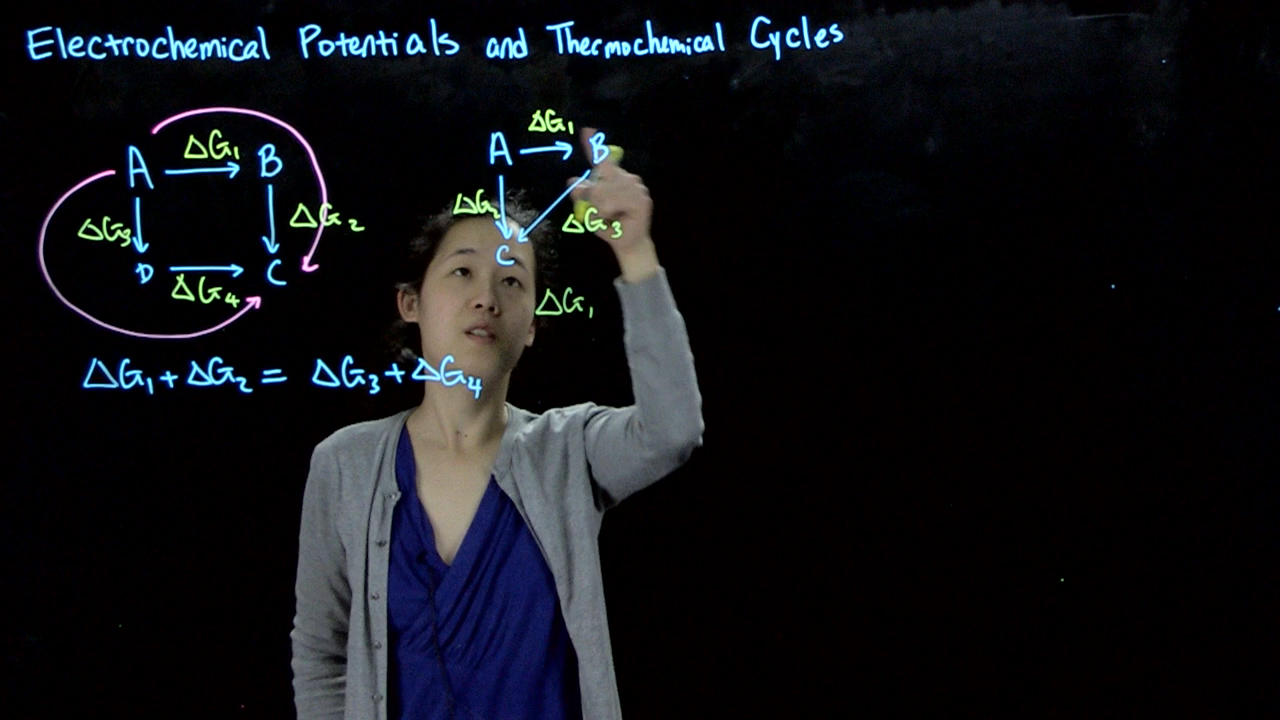 Electrochemical Potentials and Thermochemical Cycles
A ΔG₁ B
ΔG₃ ΔG₂
D ΔG₄ C
ΔG₁ + ΔG₂ = ΔG₃ + ΔG₄
A ΔG₁ B
ΔG₂ ΔG₃
C
ΔG₁